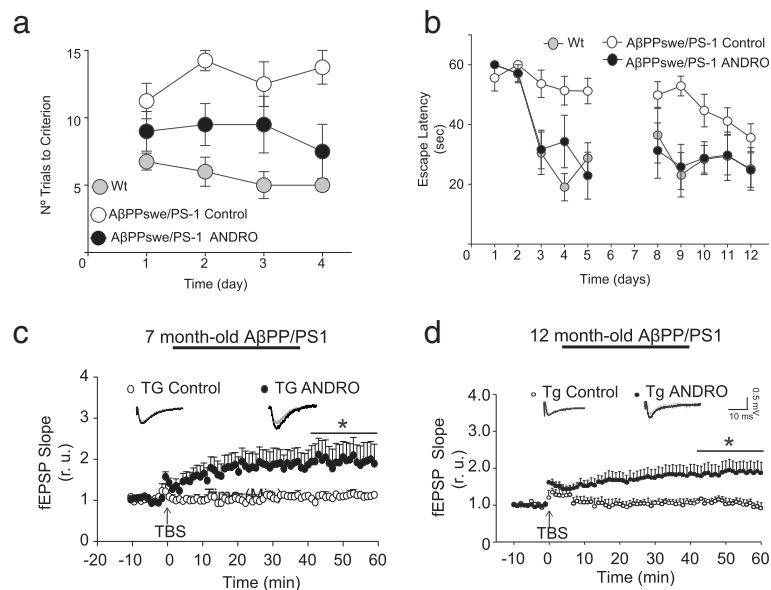 a
15
10
5
0
Nº Trials to Criterion
Wt
AβPPswe/PS-1 Control
AβPPswe/PS-1 ANDRO
1 2 3 4
Time (day)
b
Wt
AβPPswe/PS-1 Control
AβPPswe/PS-1 ANDRO
60
40
20
Escape Latency
(sec)
0 1 2 3 4 5 8 9 10 11 12
Time (days)
c
7 month-old AβPP/PS1
TG Control TG ANDRO
*
4
3
2
1
0
fEPSP Slope
(r. u.)
TBS
-20 -10 0 10 20 30 40 50 60
Time (min)
d
12 month-old AβPP/PS1
Tg Control Tg ANDRO
0.5 mV
10 ms
*
4.0
3.0
2.0
1.0
0
fEPSP Slope
(r. u.)
TBS
-10 0 10 20 30 40 50 60
Time (min)